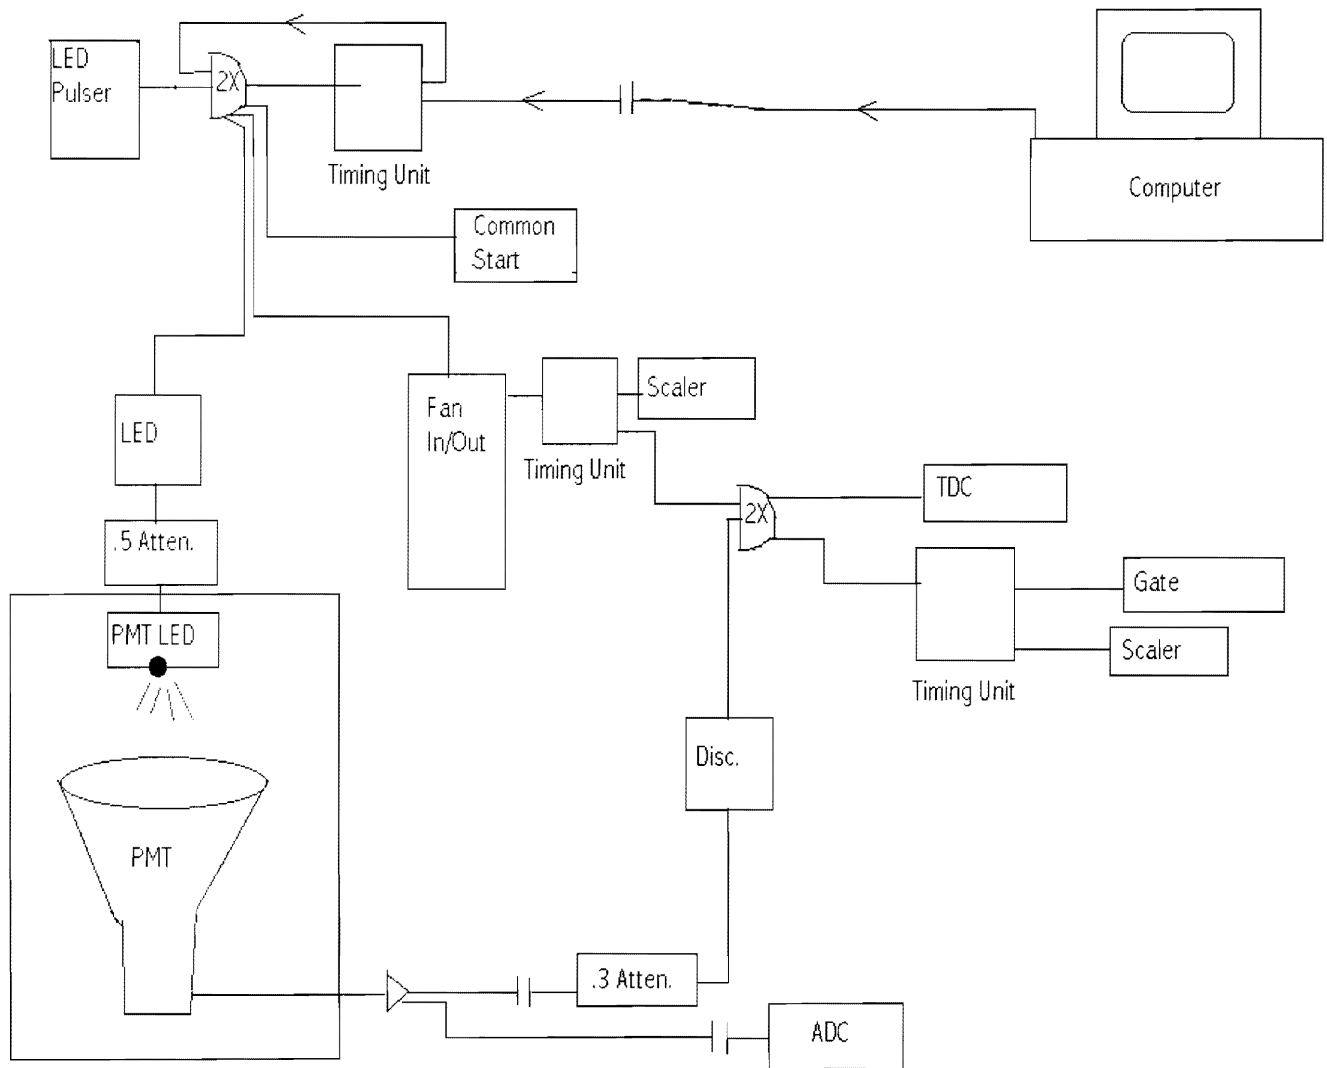 LED
Pulser
2X
Timing Unit
Computer
Common
Start
Fan
In/Out
Scaler
Timing Unit
LED
.5 Atten.
TDC
2X
Gate
Scaler
Timing Unit
PMT LED
Disc.
PMT
.3 Atten.
ADC